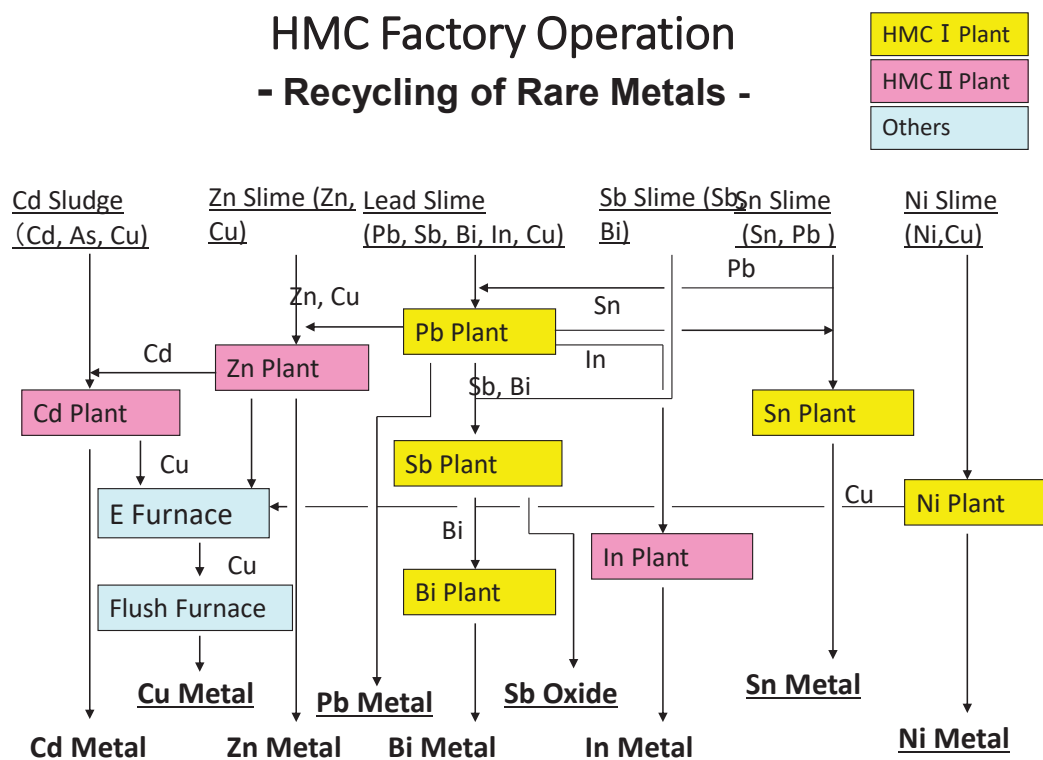 HMC Factory Operation
- Recycling of Rare Metals -
HMC Ⅰ Plant
HMC Ⅱ Plant
Others
Cd Sludge
（Cd, As, Cu)
Zn Slime (Zn,
Cu)
Lead Slime
(Pb, Sb, Bi, In, Cu)
Sb Slime (Sb,
Bi)
Sn Slime
(Sn, Pb )
Ni Slime
(Ni,Cu)
Pb
Zn, Cu
Sn
Pb Plant
In
Cd
Zn Plant
Sb, Bi
Cd Plant
Sn Plant
Cu
Sb Plant
Cu
Ni Plant
E Furnace
Bi
In Plant
Cu
Bi Plant
Flush Furnace
Cu Metal
Pb Metal
Sb Oxide
Sn Metal
Cd Metal
Zn Metal
Bi Metal
In Metal
Ni Metal